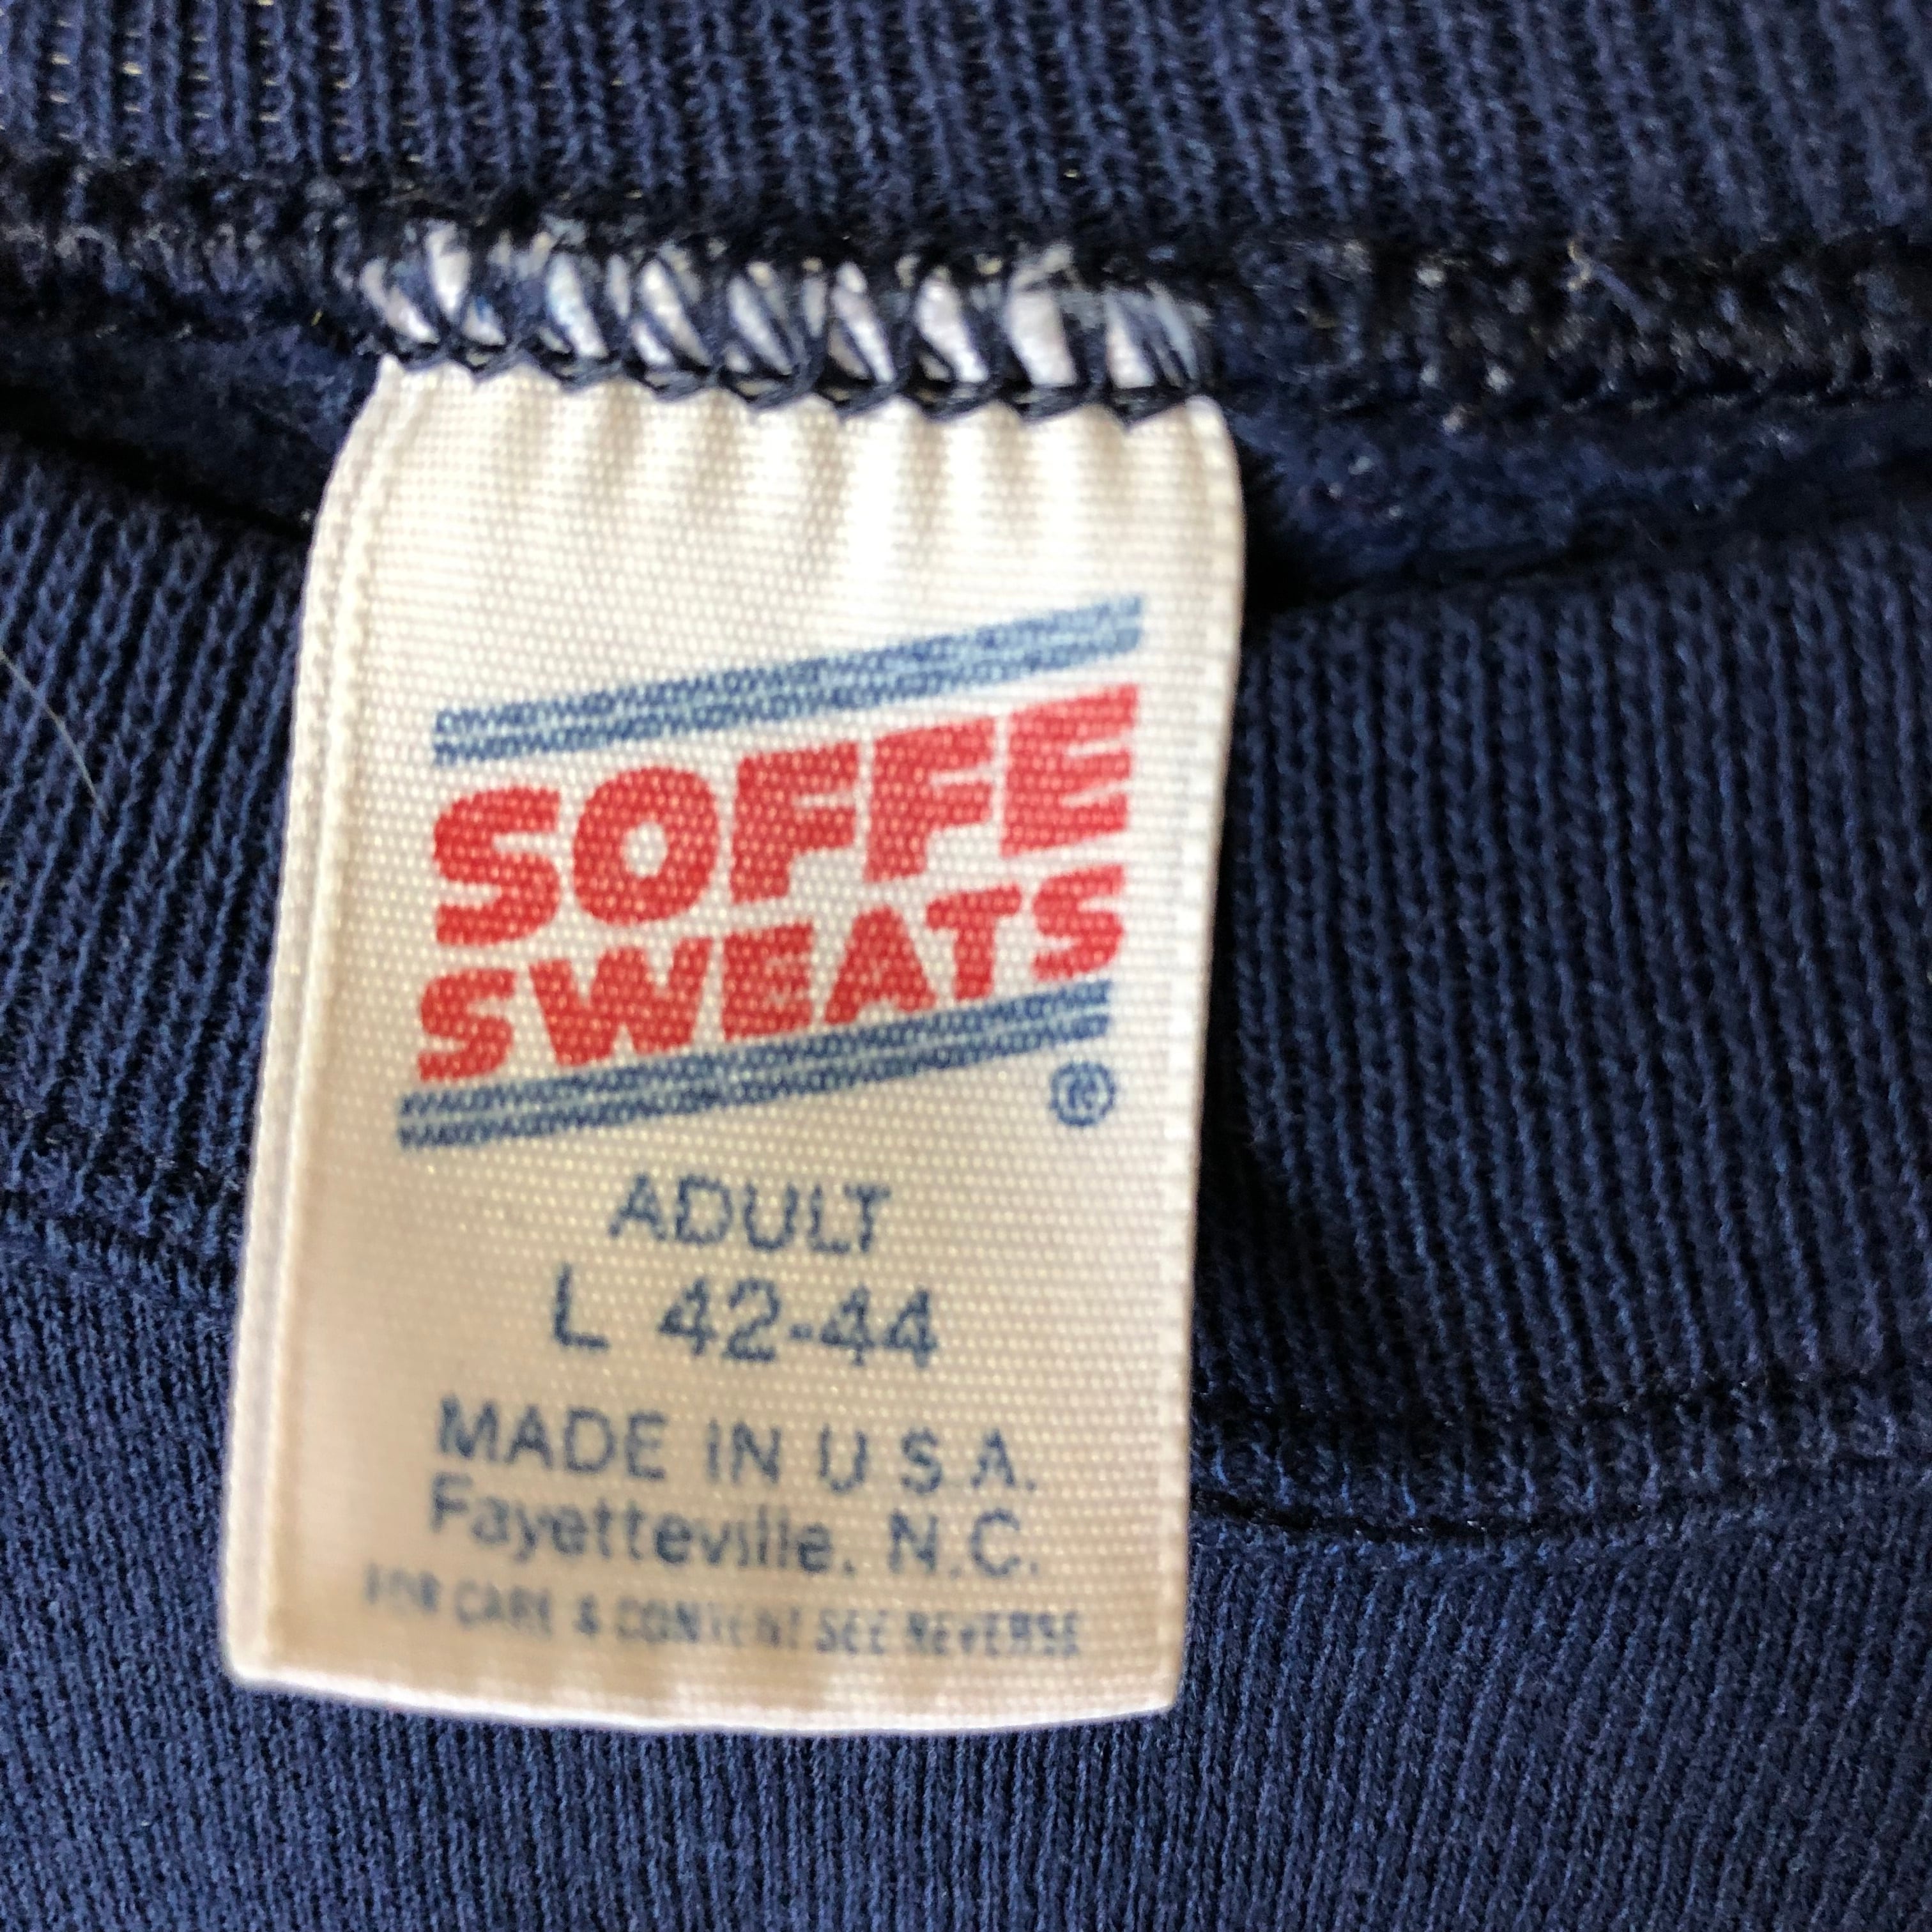 SOFFE
SWEATS
®
ADULT
L 42-44
MADE IN U.S.A.
Fayetteville, N.C.
FOR CARE & CONTENT SEE REVERSE